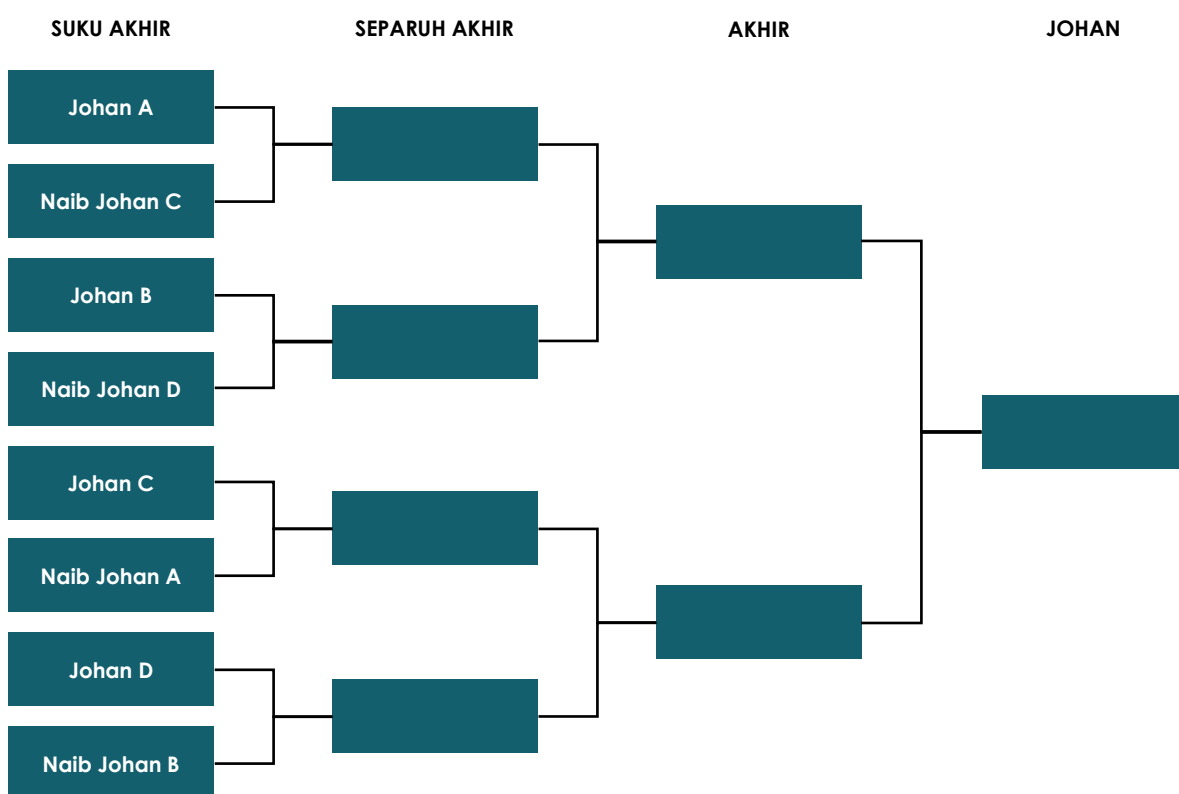 SUKU AKHIR
SEPARUH AKHIR
AKHIR
JOHAN
Johan A
Naib Johan C
Johan B
Naib Johan D
Johan C
Naib Johan A
Johan D
Naib Johan B